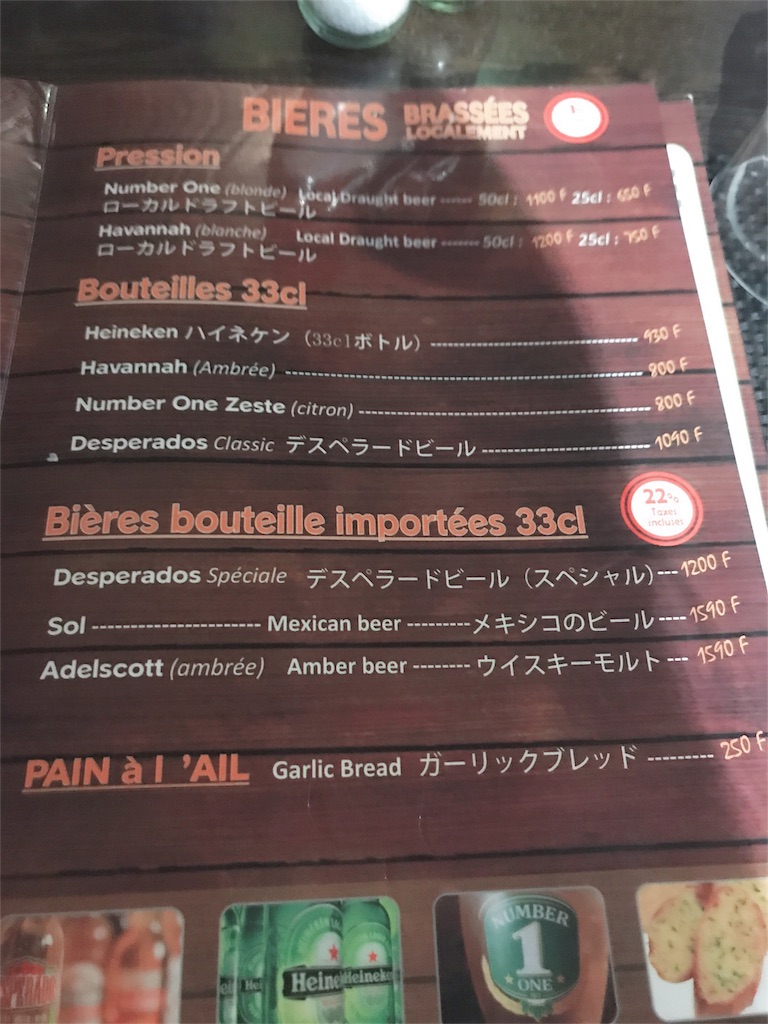 BIERES BRASSÉES
LOCALEMENT
Pression
Number One (blonde) Local Draught beer ------ 50cl : 1100 F 25cl : 650 F
ローカルドラフトビール
Havannah (blanche) Local Draught beer ------- 50cl : 1200 F 25cl : 750 F
ローカルドラフトビール
Bouteilles 33cl
Heineken ハイネケン（33clボトル）---------------------------------- 930 F
Havannah (Ambrée) ---------------------------------------------------------- 800 F
Number One Zeste (citron) ----------------------------------------------- 800 F
Desperados Classic デスペラードビール --------------------------- 1090 F
Bières bouteille importées 33cl
22%
Taxes
incluses
Desperados Spéciale デスペラードビール（スペシャル）--- 1200 F
Sol ---------------------- Mexican beer ---------メキシコのビール ---- 1590 F
Adelscott (ambrée) Amber beer -------- ウイスキーモルト --- 1590 F
PAIN à l 'AIL Garlic Bread ガーリックブレッド --------- 250 F
Heine Heineke
NUMBER
1
ONE